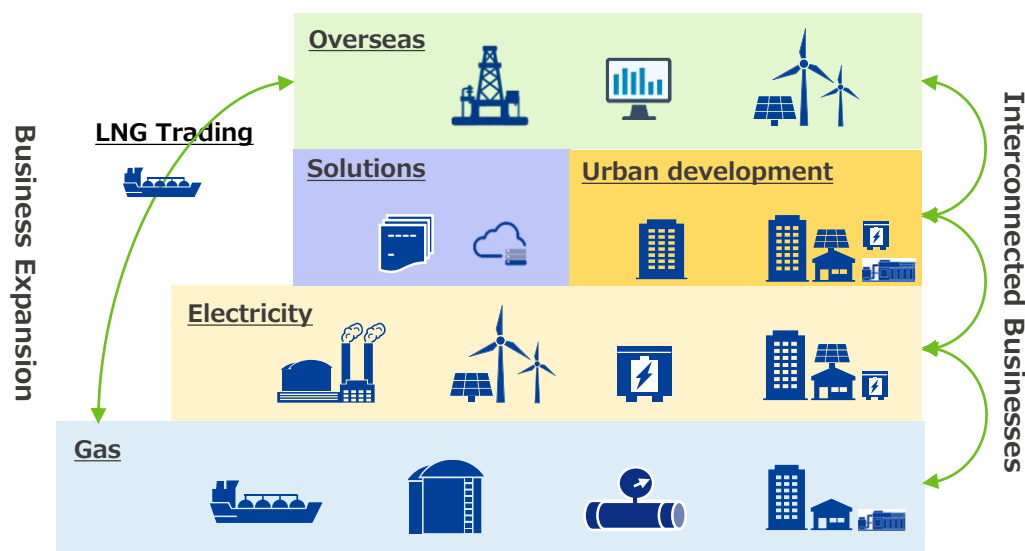 Overseas
LNG Trading
Solutions
Urban development
Electricity
Gas
Business Expansion
Interconnected Businesses